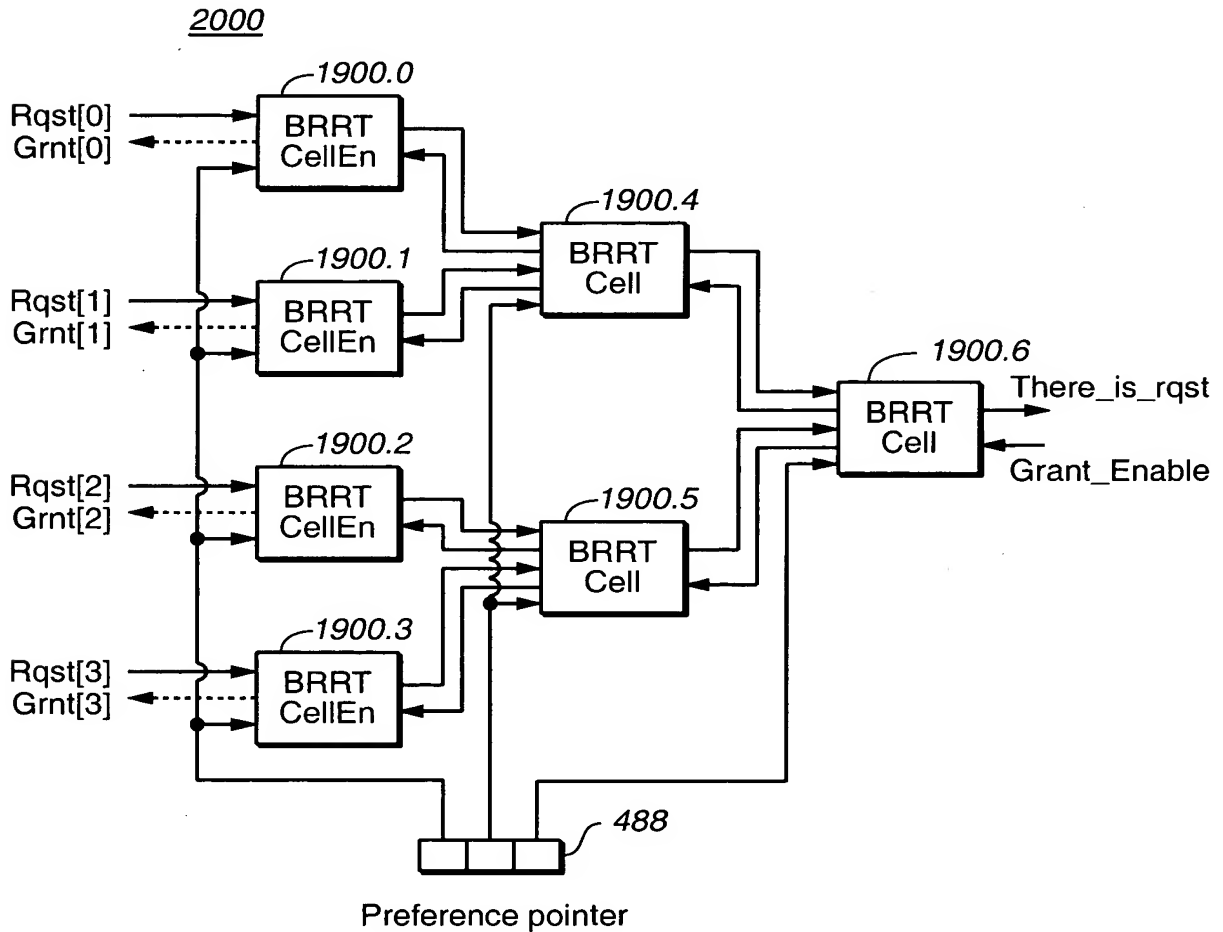 2000
1900.0
Rqst[0]
Grnt[0]
BRRT
CellEn
1900.4
BRRT
Cell
1900.1
Rqst[1]
Grnt[1]
BRRT
CellEn
1900.6
There_is_rqst
BRRT
Cell
Grant_Enable
1900.2
Rqst[2]
Grnt[2]
BRRT
CellEn
1900.5
BRRT
Cell
1900.3
Rqst[3]
Grnt[3]
BRRT
CellEn
488
Preference pointer